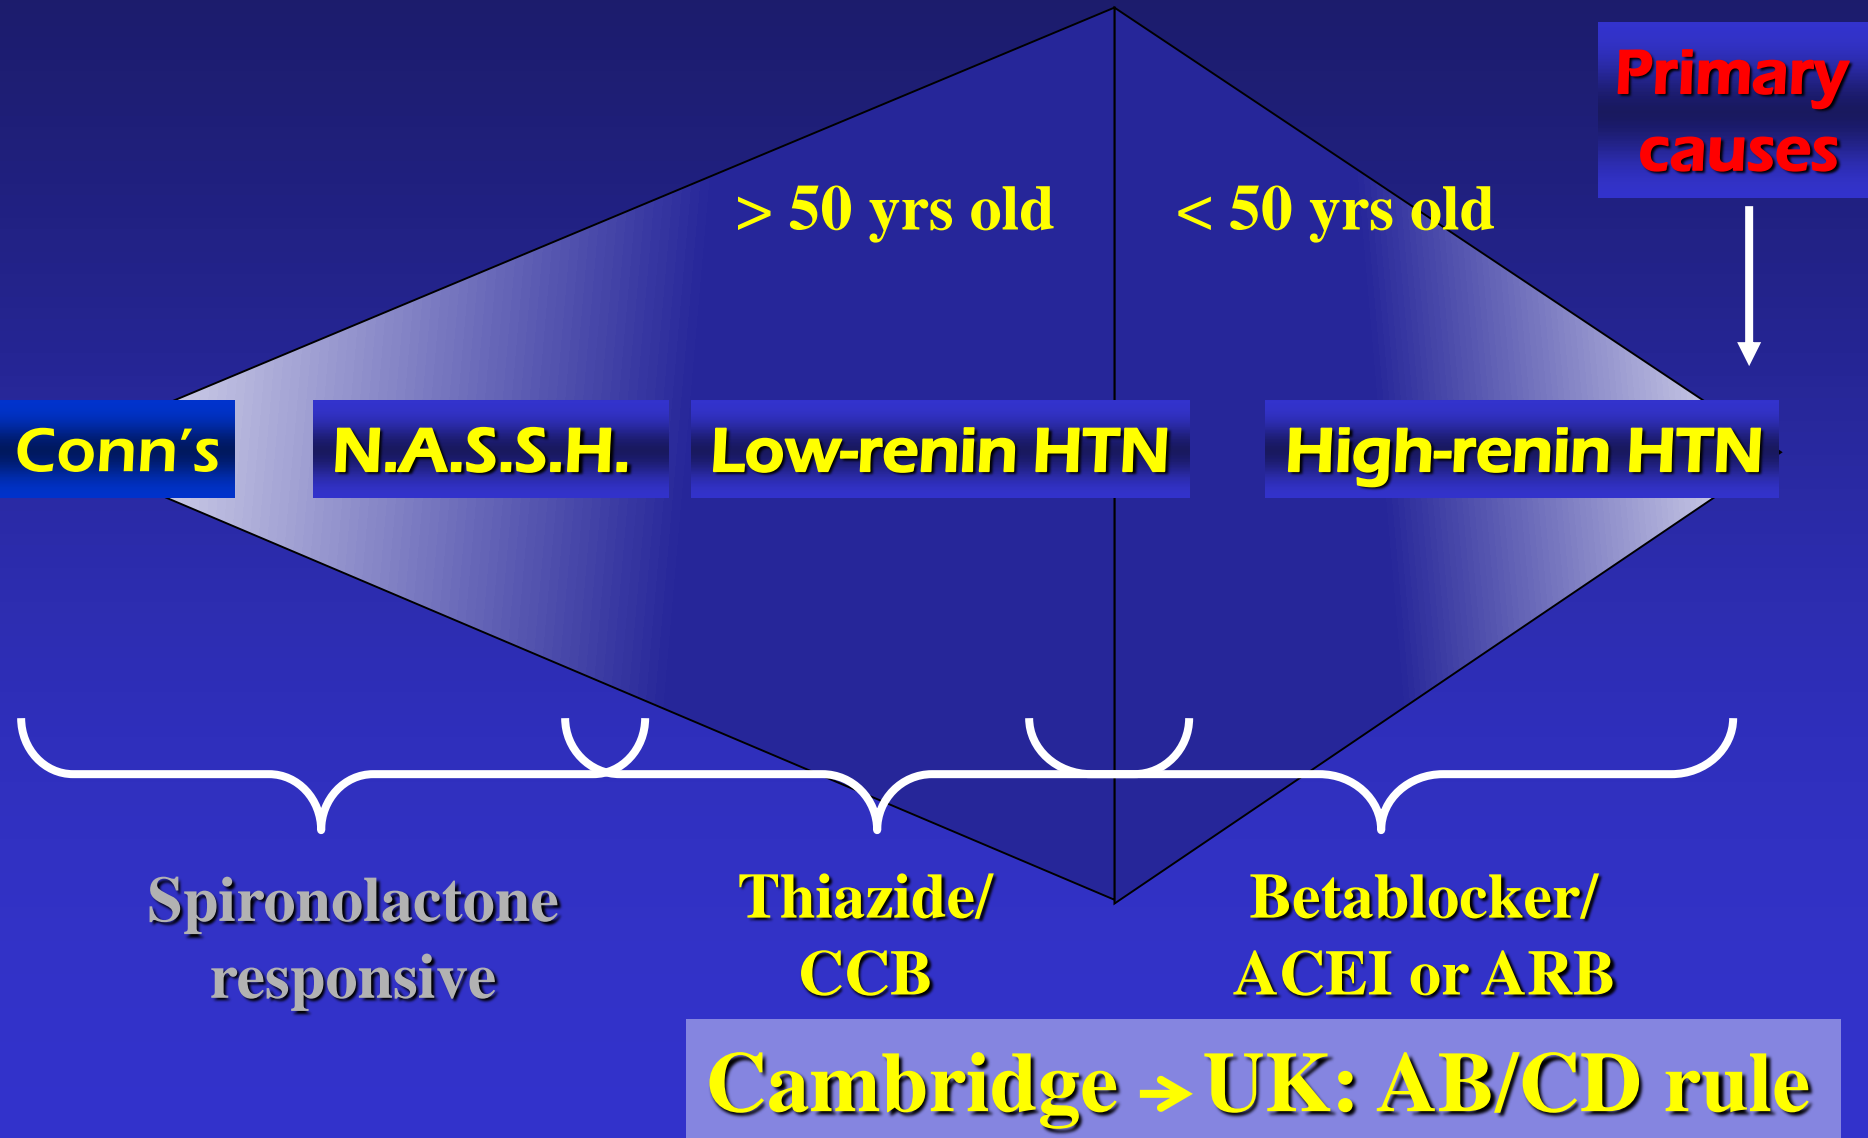 Primary
causes
> 50 yrs old
< 50 yrs old
Conn's
N.A.S.S.H.
Low-renin HTN
High-renin HTN
Spironolactone
responsive
Thiazide/
CCB
Betablocker/
ACEI or ARB
Cambridge → UK: AB/CD rule